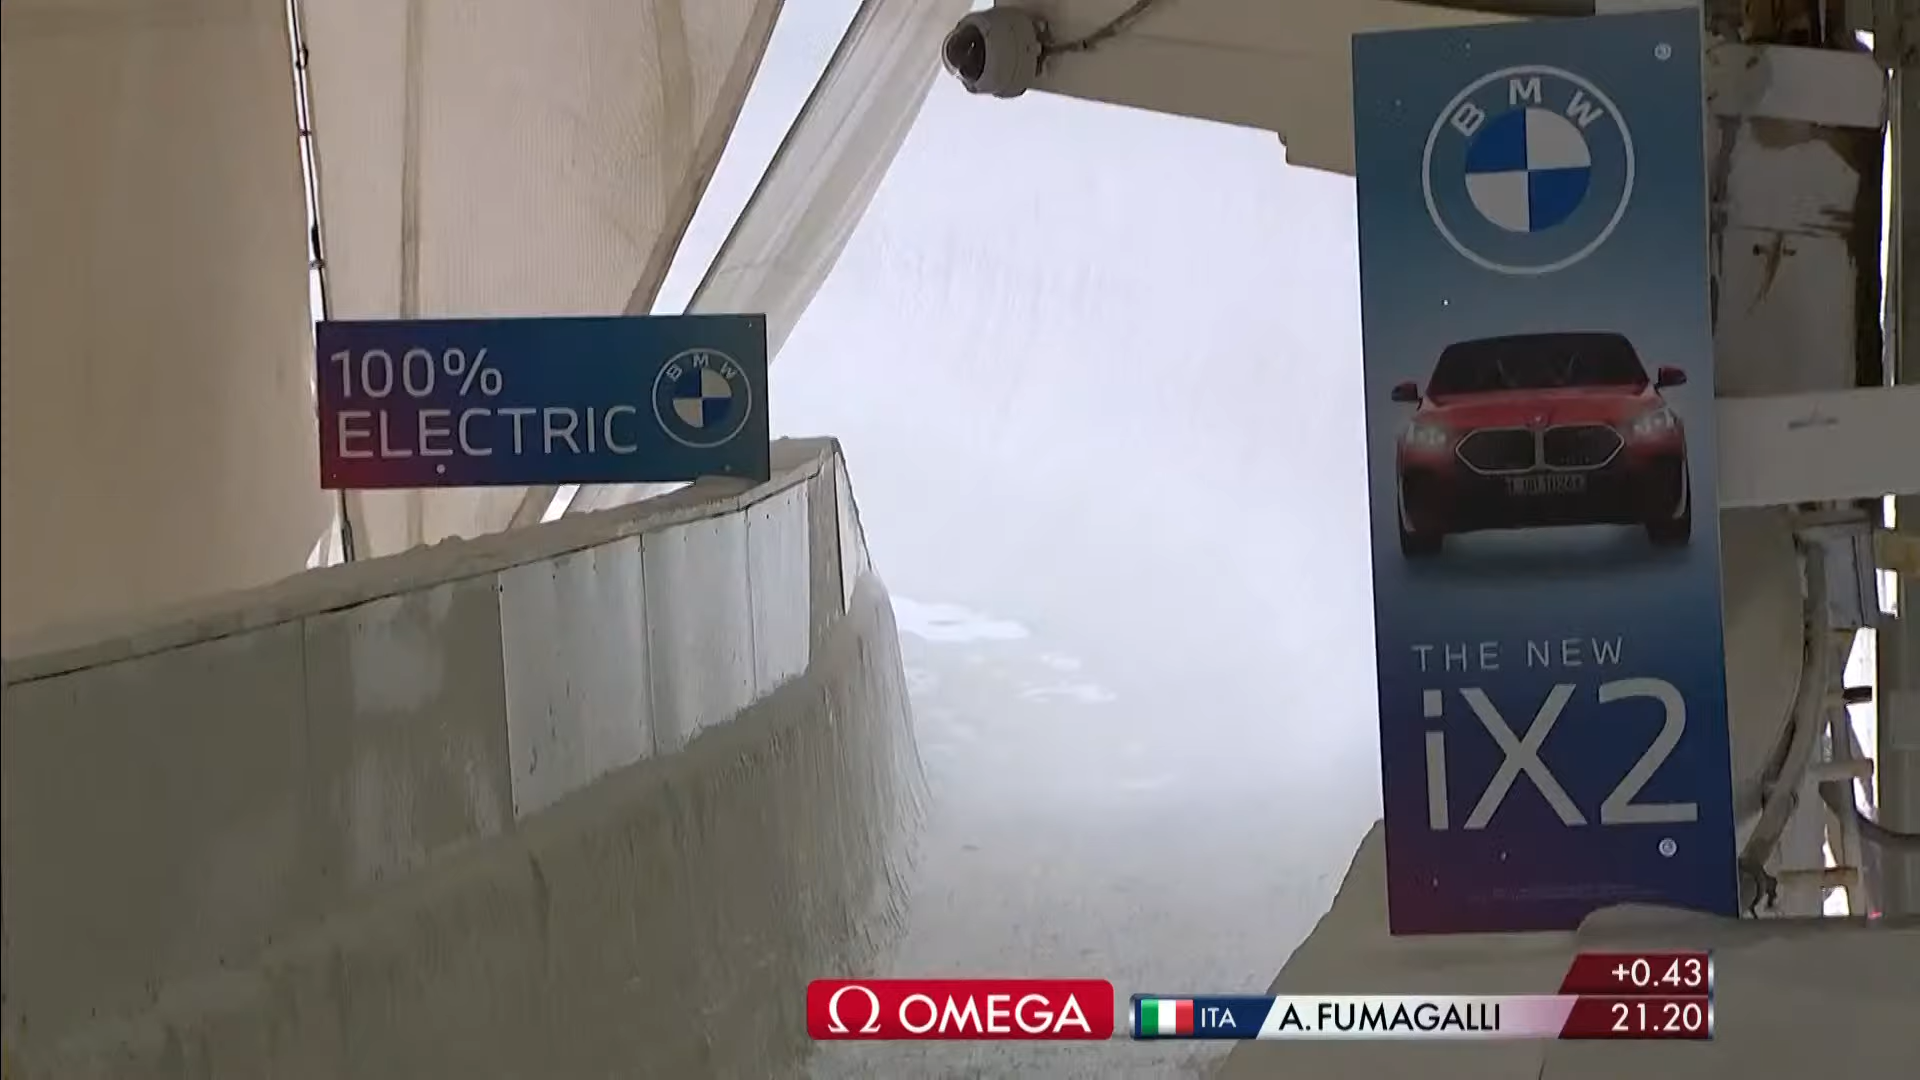 BMW
100%
ELECTRIC
BMW
THE NEW
iX2
+0.43
Ω OMEGA
ITA A.FUMAGALLI 21.20